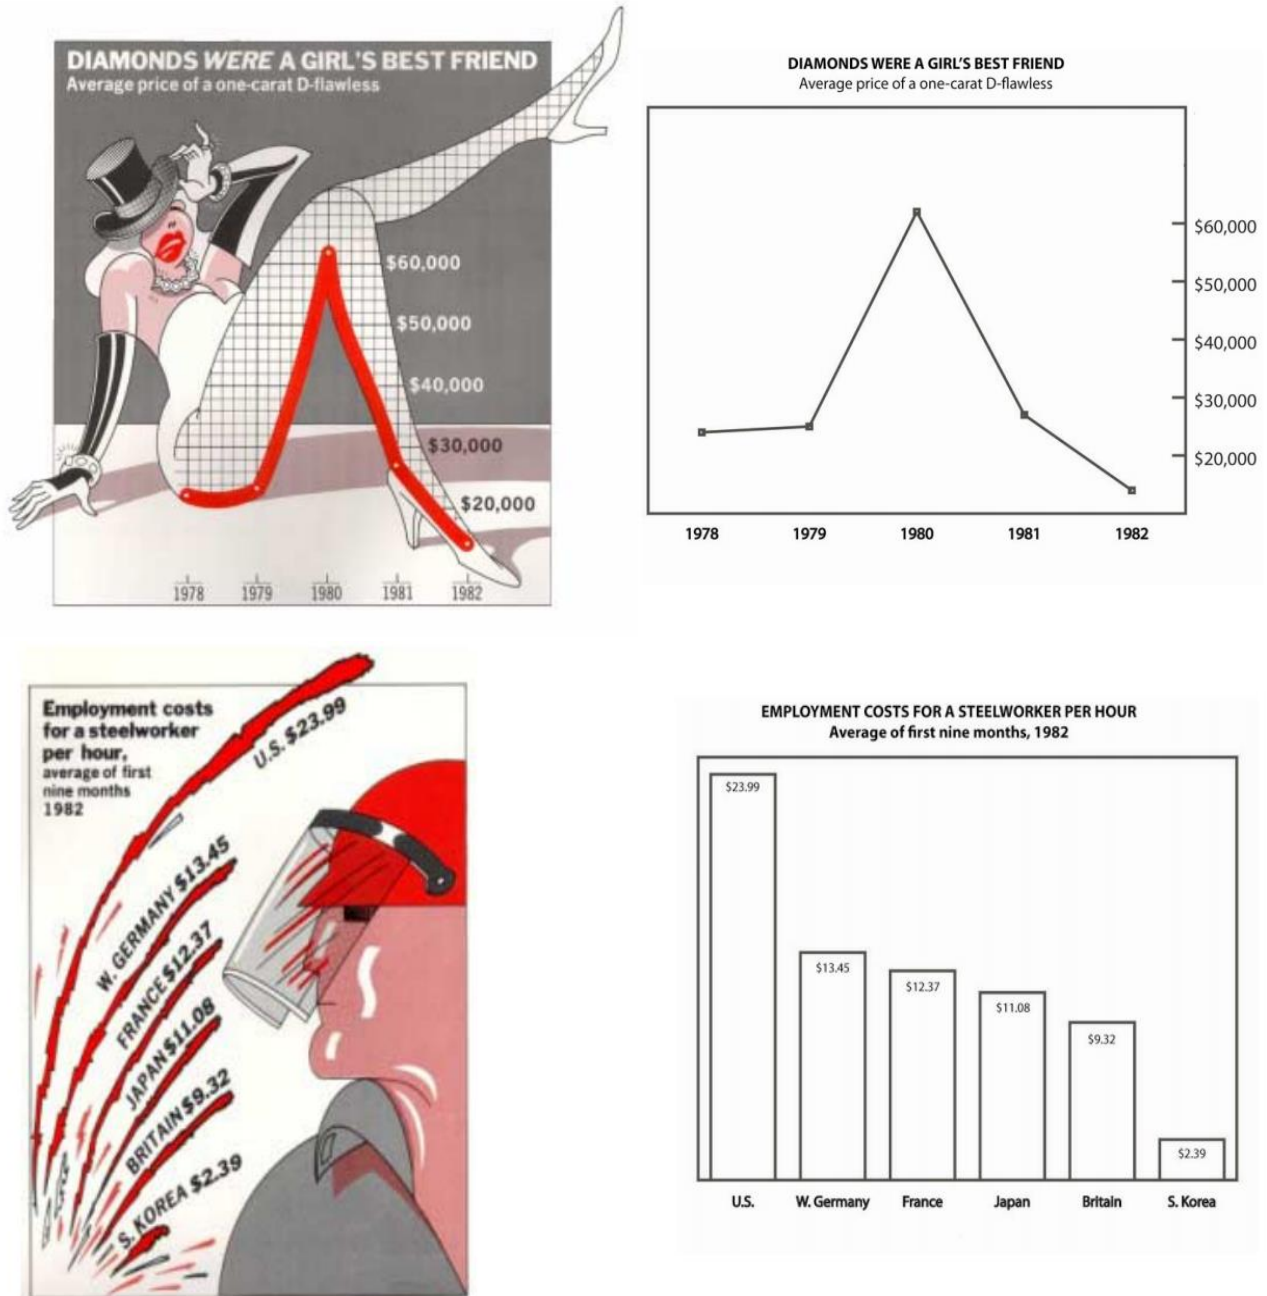 DIAMONDS WERE A GIRL'S BEST FRIEND
Average price of a one-carat D-flawless
$60,000
$50,000
$40,000
$30,000
$20,000
1978 1979 1980 1981 1982
DIAMONDS WERE A GIRL'S BEST FRIEND
Average price of a one-carat D-flawless
$60,000
$50,000
$40,000
$30,000
$20,000
1978 1979 1980 1981 1982
Employment costs
for a steelworker
per hour,
average of first
nine months
1982
U.S. $23.99
W. GERMANY $13.45
FRANCE $12.37
JAPAN $11.08
BRITAIN $9.32
S. KOREA $2.39
EMPLOYMENT COSTS FOR A STEELWORKER PER HOUR
Average of first nine months, 1982
$23.99
$13.45
$12.37
$11.08
$9.32
$2.39
U.S. W. Germany France Japan Britain S. Korea